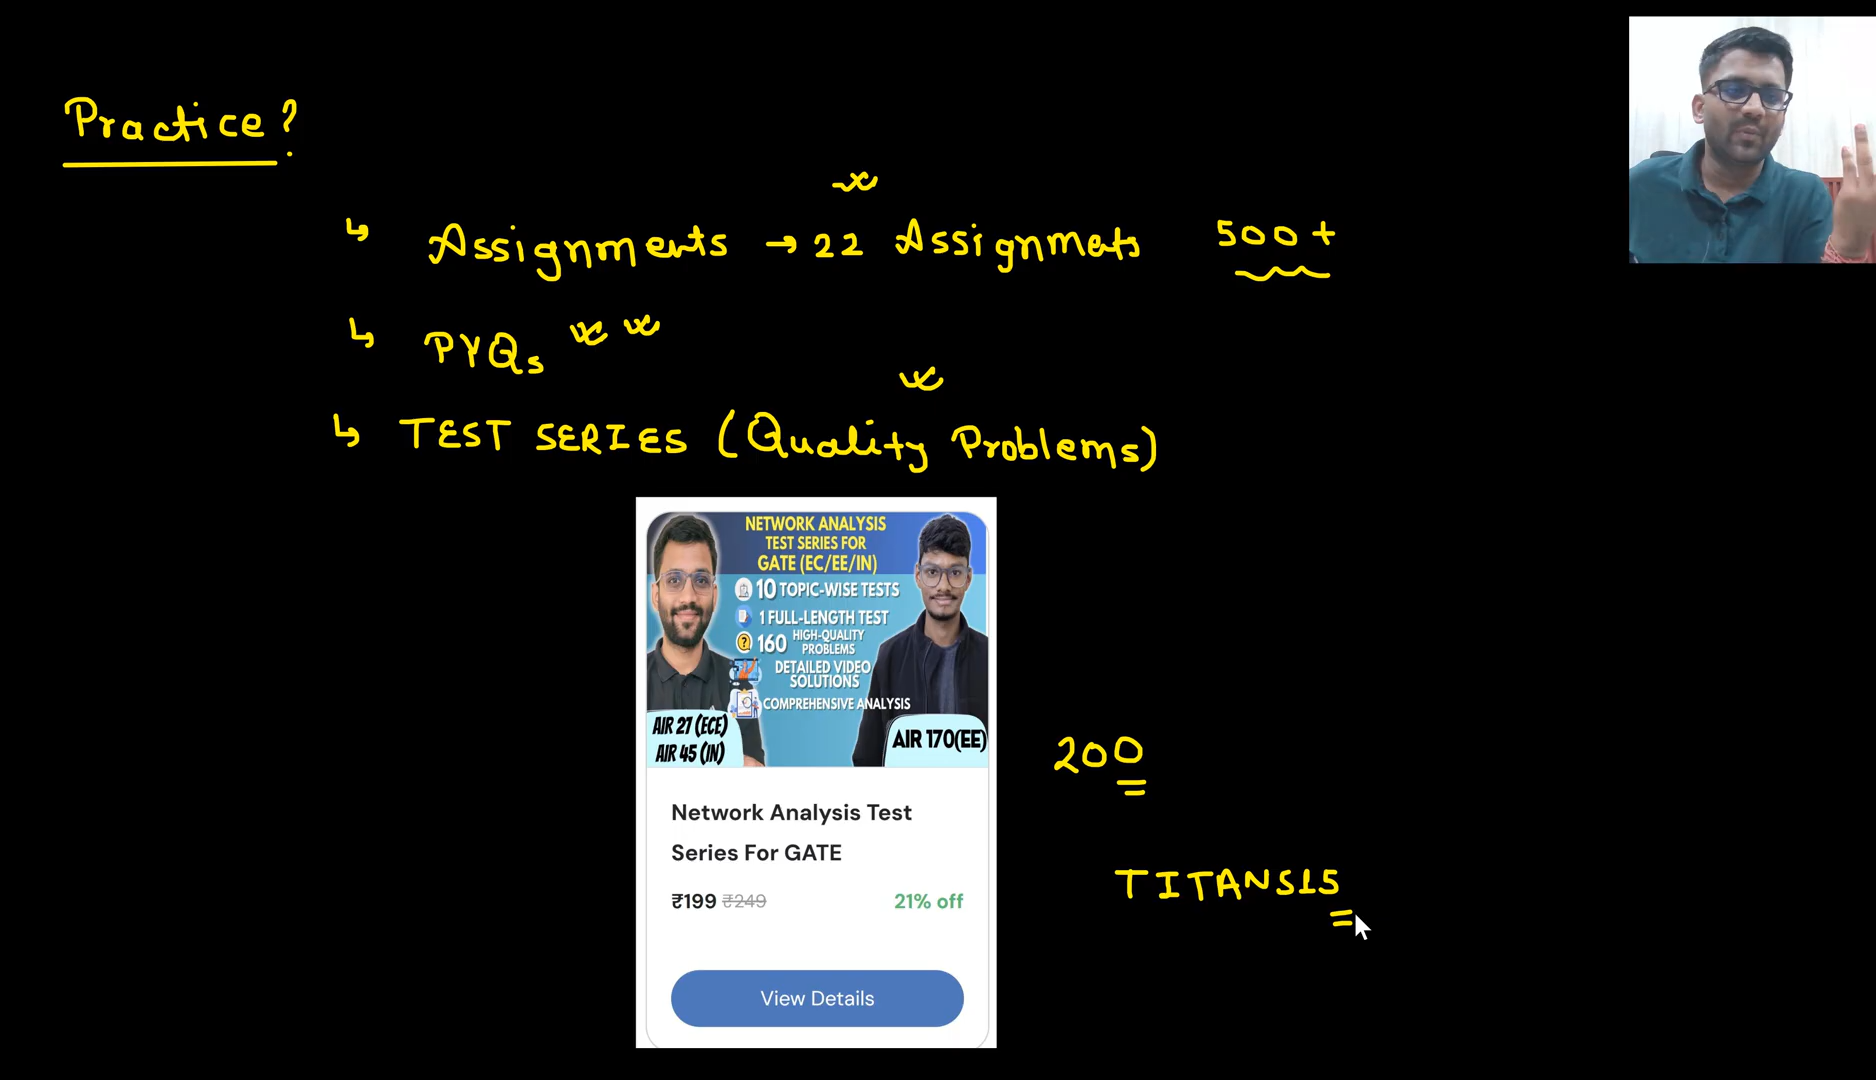 Practice?
Assignments → 22 Assignmets 500+
PYQs
TEST SERIES (Quality Problems)
NETWORK ANALYSIS
TEST SERIES FOR
GATE (EC/EE/IN)
10 TOPIC-WISE TESTS
1 FULL-LENGTH TEST
160 HIGH-QUALITY PROBLEMS
DETAILED VIDEO
SOLUTIONS
COMPREHENSIVE ANALYSIS
AIR 27 (ECE)
AIR 45 (IN)
AIR 170(EE)
200
Network Analysis Test
Series For GATE
₹199 ₹249 21% off
TITANS15
View Details